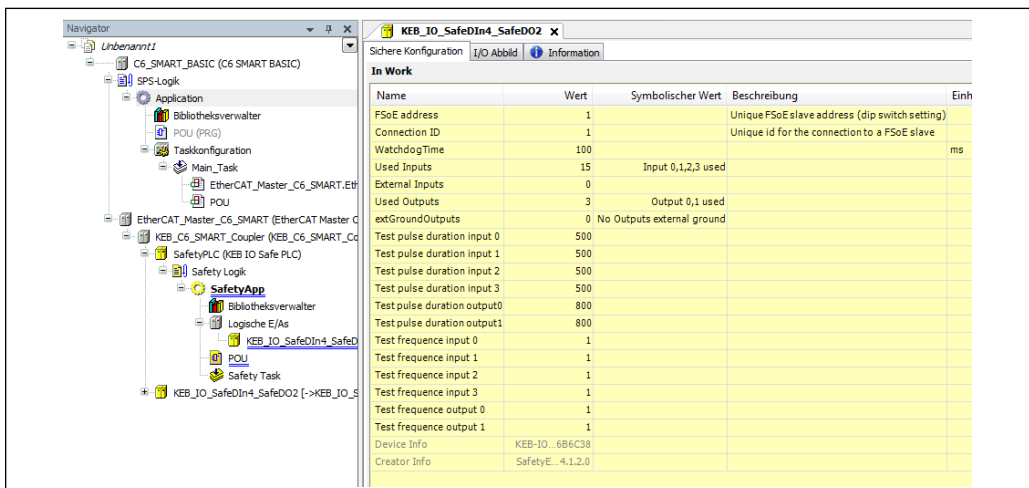 Navigator
Unbenannt1
C6_SMART_BASIC (C6 SMART BASIC)
SPS-Logik
Application
Bibliotheksverwalter
POU (PRG)
Taskkonfiguration
Main_Task
EtherCAT_Master_C6_SMART.Eth
POU
EtherCAT_Master_C6_SMART (EtherCAT Master C
KEB_C6_SMART_Coupler (KEB_C6_SMART_Co
SafetyPLC (KEB IO Safe PLC)
Safety Logik
SafetyApp
Bibliotheksverwalter
Logische E/As
KEB_IO_SafeDIn4_SafeD
POU
Safety Task
KEB_IO_SafeDIn4_SafeDO2 [->KEB_IO_S
KEB_IO_SafeDIn4_SafeDO2 x
Sichere Konfiguration I/O Abbild Information
In Work
Name Wert Symbolischer Wert Beschreibung Einh
FSoE address 1 Unique FSoE slave address (dip switch setting)
Connection ID 1 Unique id for the connection to a FSoE slave
WatchdogTime 100 ms
Used Inputs 15 Input 0,1,2,3 used
External Inputs 0
Used Outputs 3 Output 0,1 used
extGroundOutputs 0 No Outputs external ground
Test pulse duration input 0 500
Test pulse duration input 1 500
Test pulse duration input 2 500
Test pulse duration input 3 500
Test pulse duration output0 800
Test pulse duration output1 800
Test frequence input 0 1
Test frequence input 1 1
Test frequence input 2 1
Test frequence input 3 1
Test frequence output 0 1
Test frequence output 1 1
Device Info KEB-IO...6B6C38
Creator Info SafetyE...4.1.2.0